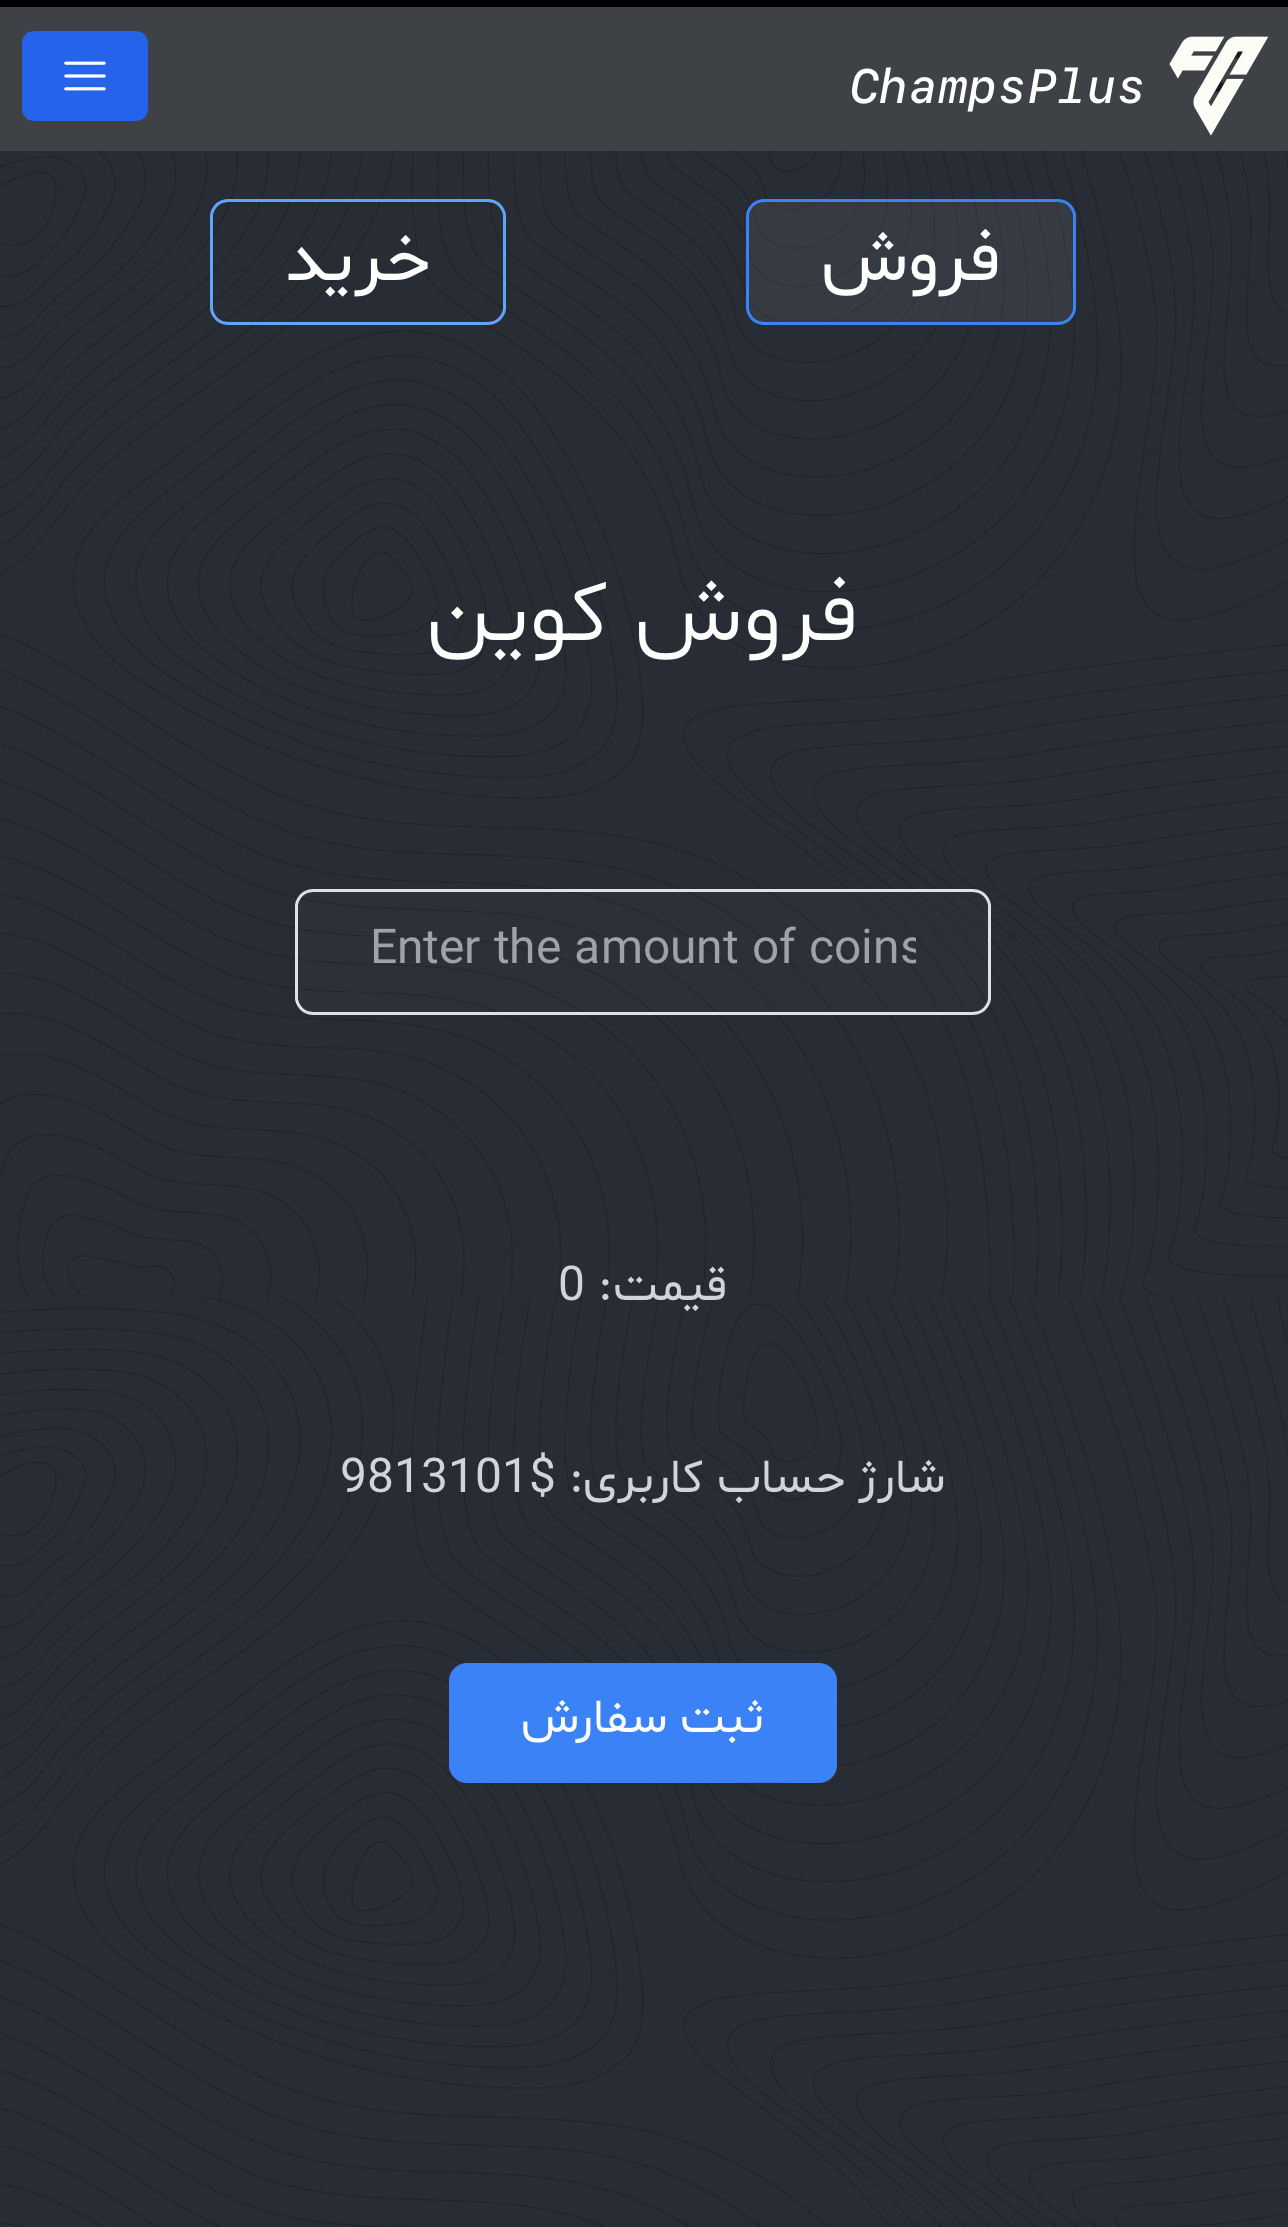 ChampsPlus
فروش
خرید
فروش کوین
Enter the amount of coins
قیمت: 0
شارژ حساب کاربری: $9813101
ثبت سفارش